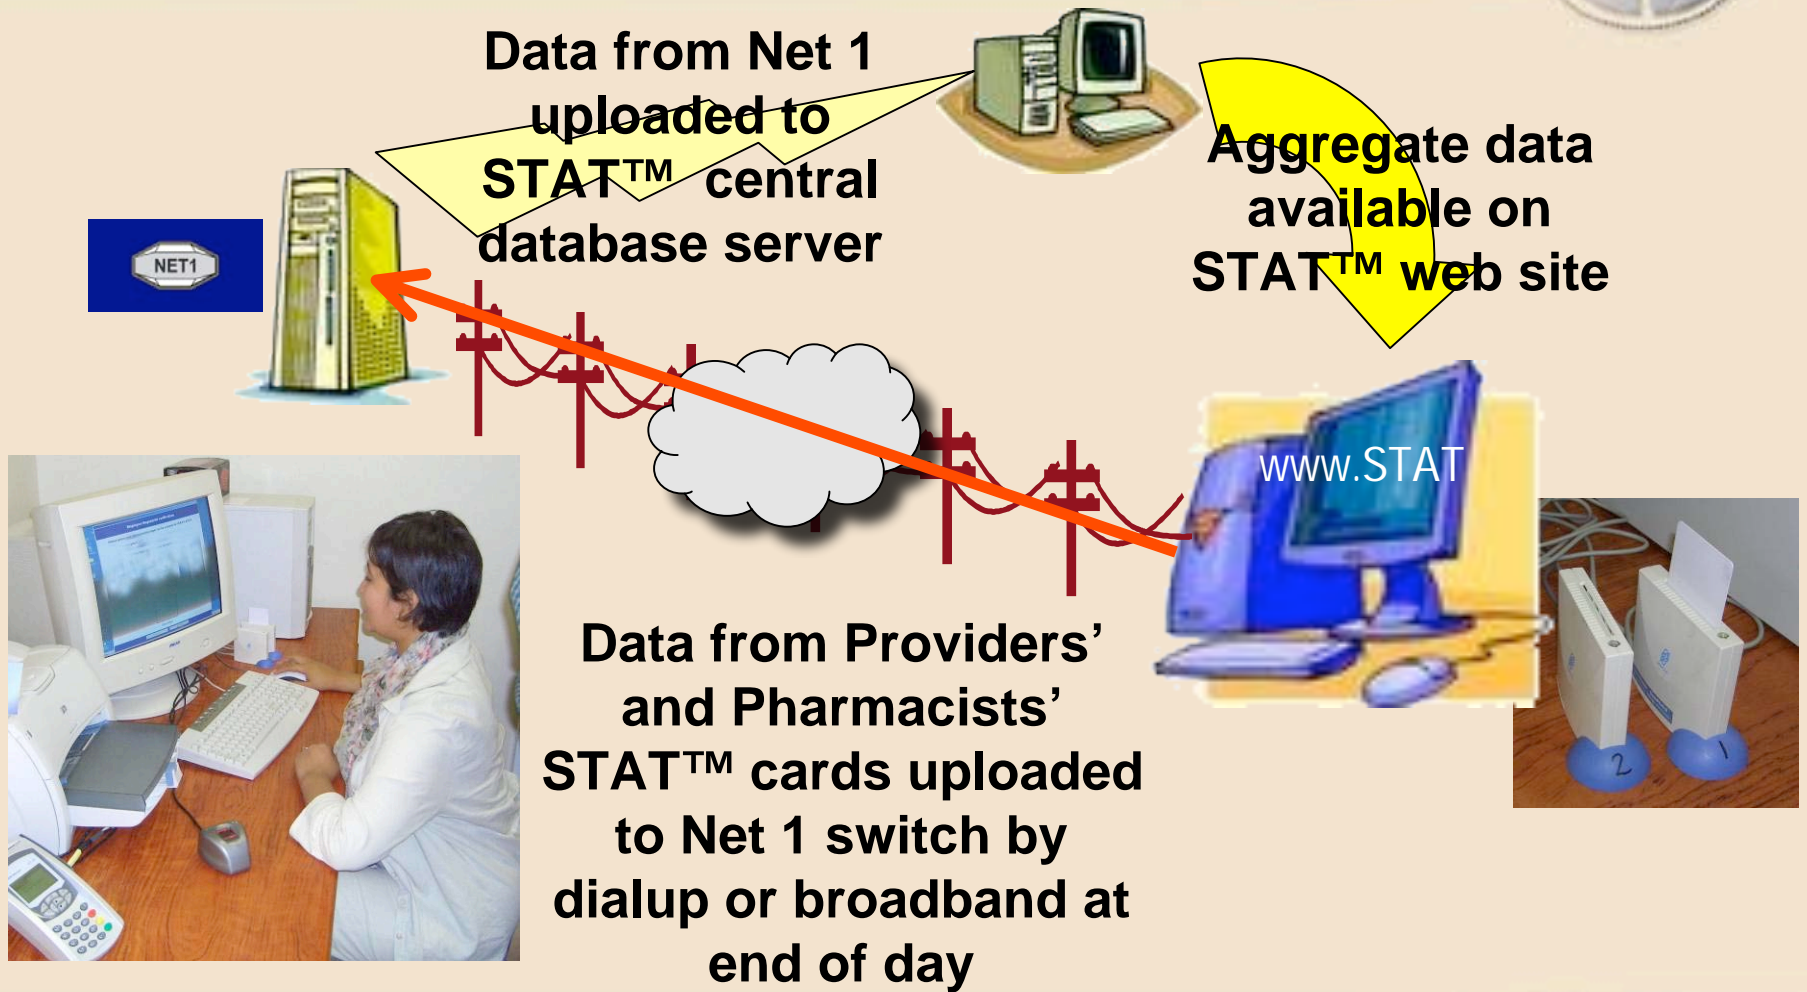 Data from Net 1
uploaded to
STAT™ central
database server
Aggregate data
available on
STAT™ web site
NET1
www.STAT
Data from Providers’
and Pharmacists’
STAT™ cards uploaded
to Net 1 switch by
dialup or broadband at
end of day
2
1